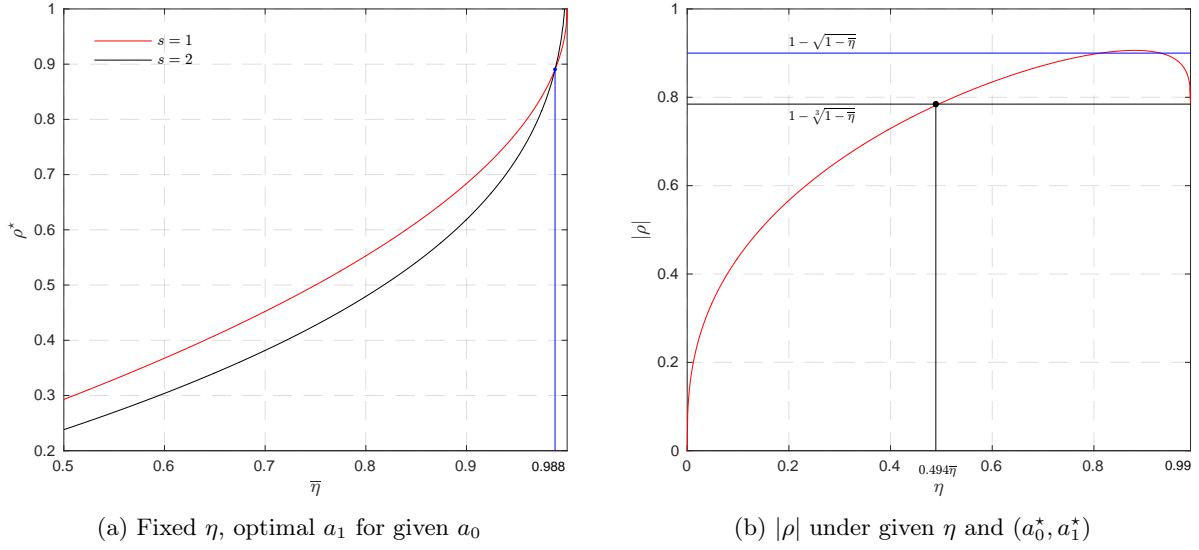 1
0.9
0.8
0.7
0.6
0.5
0.4
0.3
0.2
ρ*
s = 1
s = 2
0.5
0.6
0.7
0.8
0.9
0.988
η̅
(a) Fixed η, optimal a₁ for given a₀
1
0.8
0.6
0.4
0.2
0
|ρ|
1 − √(1 − η̅)
1 − ∛(1 − η̅)
0
0.2
0.4
0.494η̅
0.6
0.8
0.99
η
(b) |ρ| under given η and (a₀*, a₁*)